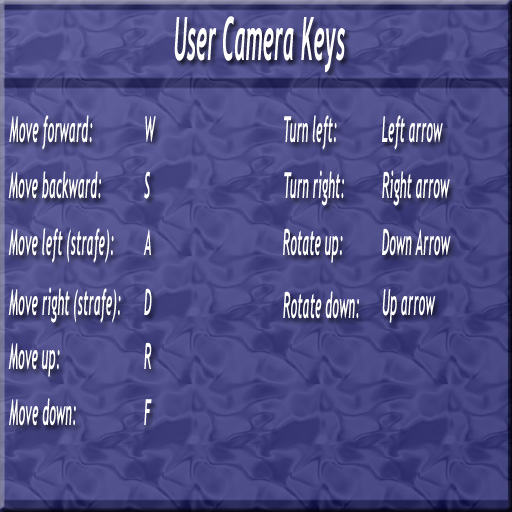 User Camera Keys
Move forward: W Turn left: Left arrow
Move backward: S Turn right: Right arrow
Move left (strafe): A Rotate up: Down Arrow
Move right (strafe): D Rotate down: Up arrow
Move up: R
Move down: F